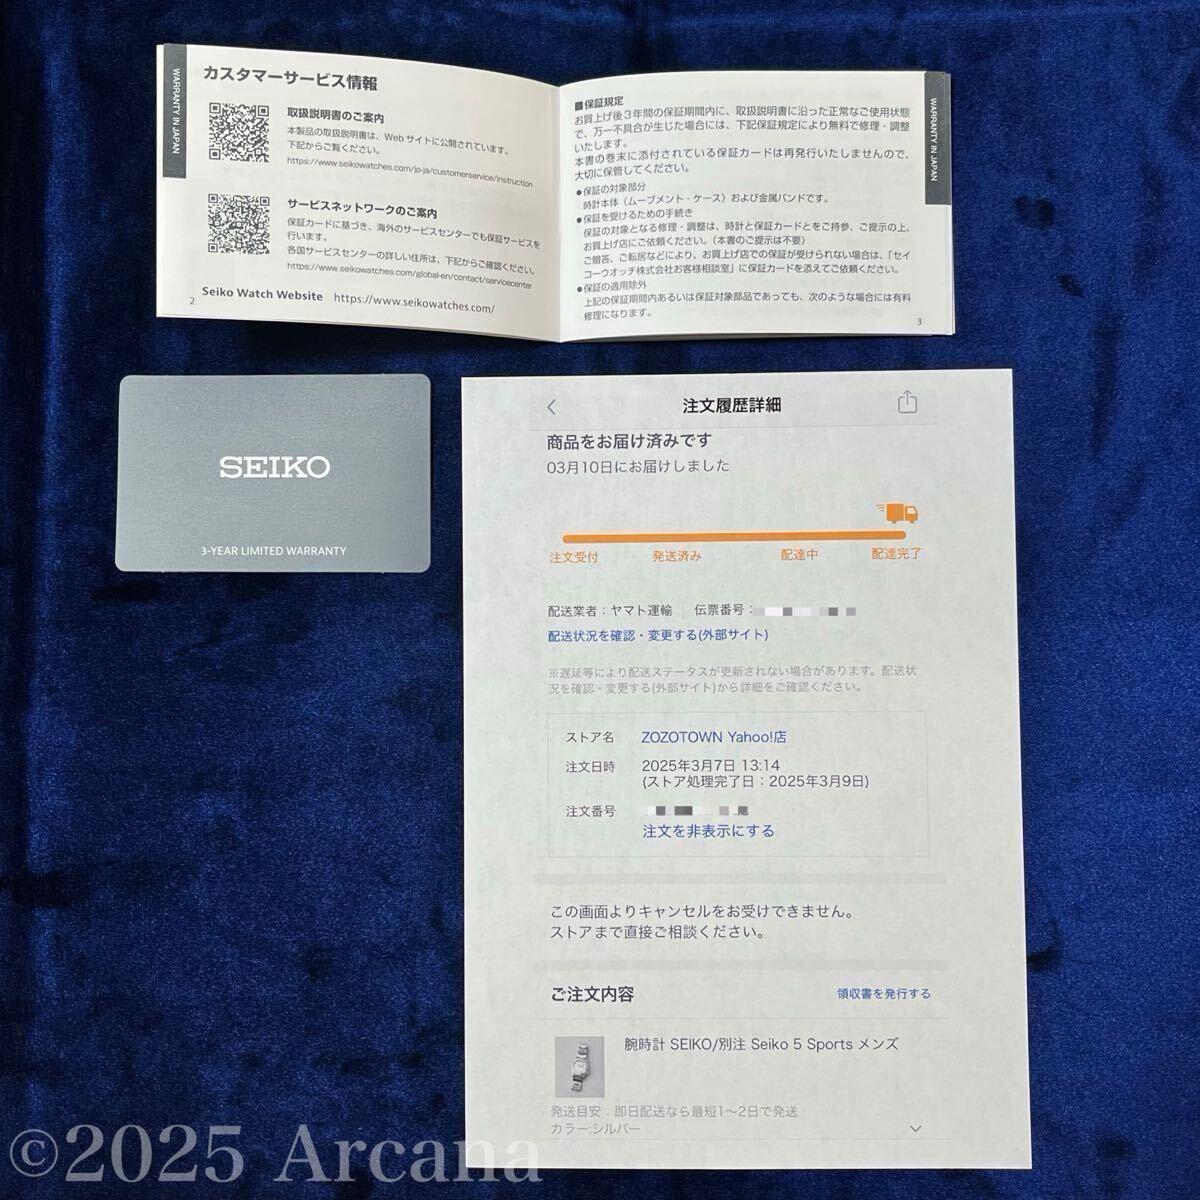 WARRANTY IN JAPAN
カスタマーサービス情報
取扱説明書のご案内
本製品の取扱説明書は、Webサイトに公開されています。
下記からご覧ください。
https://www.seikowatches.com/jp-ja/customerservice/instruction
サービスネットワークのご案内
保証カードに基づき、海外のサービスセンターでも保証サービスを
行います。
各国サービスセンターの詳しい住所は、下記からご確認ください。
https://www.seikowatches.com/global-en/contact/servicecenter
Seiko Watch Website https://www.seikowatches.com/
2
■保証規定
お買上げ後3年間の保証期間内に、取扱説明書に沿った正常なご使用状態
で、万一不具合が生じた場合には、下記保証規定により無料で修理・調整
いたします。
本書の巻末に添付されている保証カードは再発行いたしませんので、
大切に保管してください。
●保証の対象部分
時計本体（ムーブメント・ケース）および金属バンドです。
●保証を受けるための手続き
保証の対象となる修理・調整は、時計と保証カードとをご持参、ご提示の上、
お買上げ店にご依頼ください。（本書のご提示は不要）
ご贈答、ご転居などにより、お買上げ店での保証が受けられない場合は、「セイ
コーウオッチ株式会社お客様相談室」に保証カードを添えてご依頼ください。
●保証の適用除外
上記の保証期間内あるいは保証対象部品であっても、次のような場合には有料
修理になります。
3
WARRANTY IN JAPAN
SEIKO
3-YEAR LIMITED WARRANTY
注文履歴詳細
商品をお届け済みです
03月10日にお届けしました
注文受付 発送済み 配達中 配達完了
配送業者：ヤマト運輸 伝票番号：
配送状況を確認・変更する(外部サイト)
※遅延等により配送ステータスが更新されない場合があります。配送状
況を確認・変更する(外部サイト)から詳細をご確認ください。
ストア名 ZOZOTOWN Yahoo!店
注文日時 2025年3月7日 13:14
(ストア処理完了日：2025年3月9日)
注文番号
注文を非表示にする
この画面よりキャンセルをお受けできません。
ストアまで直接ご相談ください。
ご注文内容 領収書を発行する
腕時計 SEIKO/別注 Seiko 5 Sports メンズ
発送目安：即日配送なら最短1〜2日で発送
カラー:シルバー
©2025 Arcana